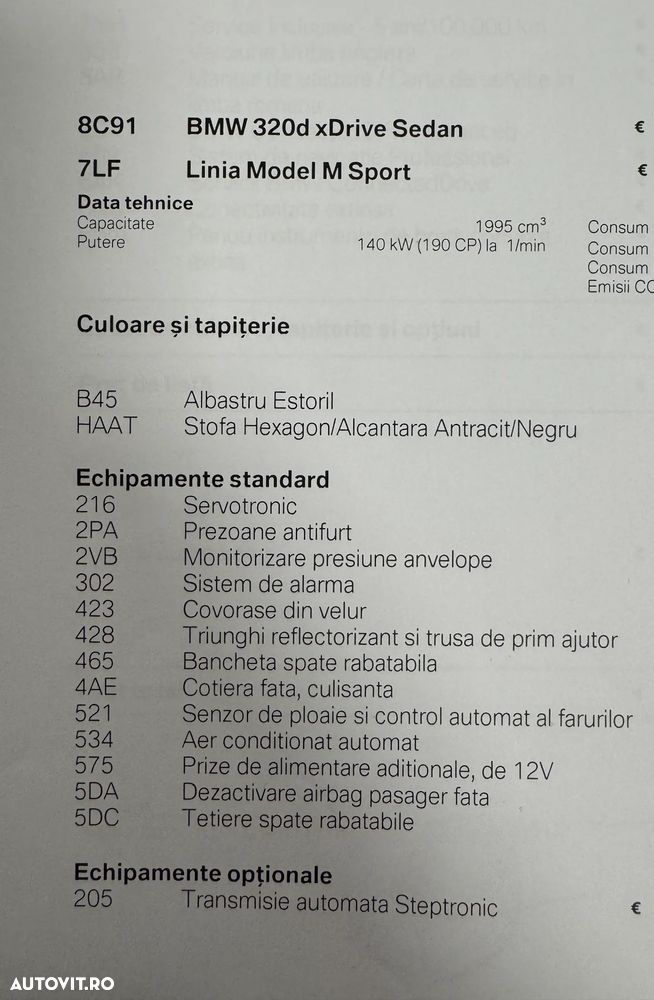 8C91 BMW 320d xDrive Sedan €
7LF Linia Model M Sport €
Data tehnice
Capacitate 1995 cm³ Consum
Putere 140 kW (190 CP) la 1/min Consum
Consum
Emisii CO
Culoare și tapițerie
B45 Albastru Estoril
HAAT Stofa Hexagon/Alcantara Antracit/Negru
Echipamente standard
216 Servotronic
2PA Prezoane antifurt
2VB Monitorizare presiune anvelope
302 Sistem de alarma
423 Covorase din velur
428 Triunghi reflectorizant si trusa de prim ajutor
465 Bancheta spate rabatabila
4AE Cotiera fata, culisanta
521 Senzor de ploaie si control automat al farurilor
534 Aer conditionat automat
575 Prize de alimentare aditionale, de 12V
5DA Dezactivare airbag pasager fata
5DC Tetiere spate rabatabile
Echipamente opționale
205 Transmisie automata Steptronic €
AUTOVIT.RO